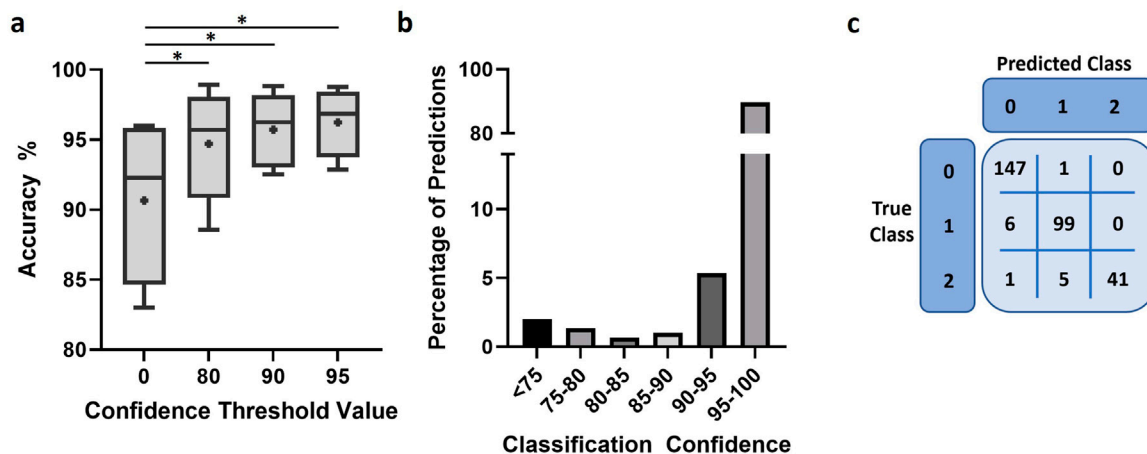 a
*
*
*
100
95
90
85
80
Accuracy %
0 80 90 95
Confidence Threshold Value
b
100
80
10
5
0
Percentage of Predictions
<75 75-80 80-85 85-90 90-95 95-100
Classification Confidence
c
Predicted Class
0 1 2
True
Class
0 147 1 0
1 6 99 0
2 1 5 41